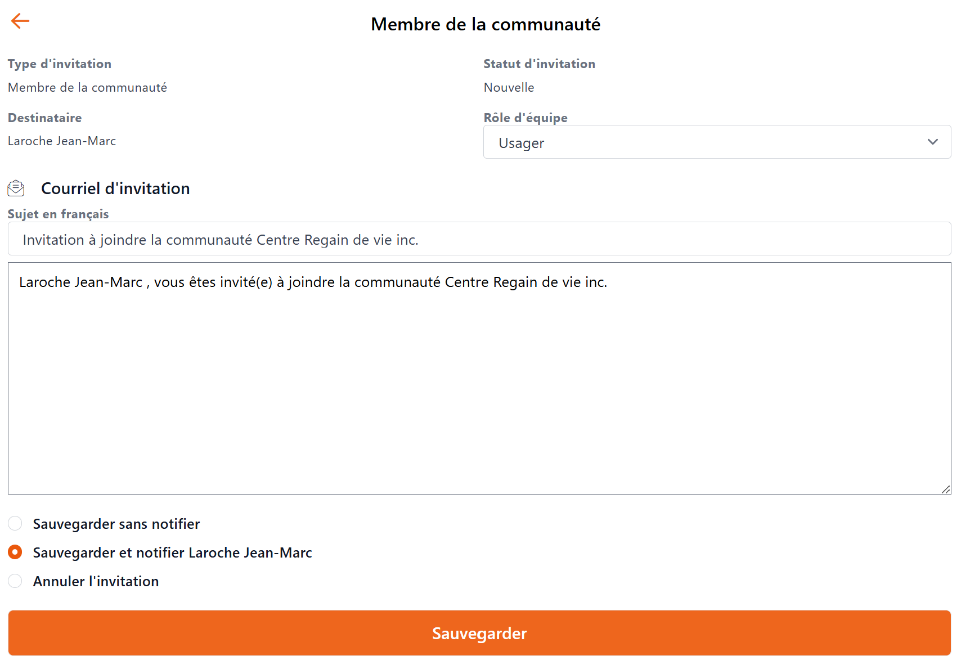 Membre de la communauté
Type d'invitation
Membre de la communauté
Statut d'invitation
Nouvelle
Destinataire
Laroche Jean-Marc
Rôle d'équipe
Usager
Courriel d'invitation
Sujet en français
Invitation à joindre la communauté Centre Regain de vie inc.
Laroche Jean-Marc , vous êtes invité(e) à joindre la communauté Centre Regain de vie inc.
Sauvegarder sans notifier
Sauvegarder et notifier Laroche Jean-Marc
Annuler l'invitation
Sauvegarder